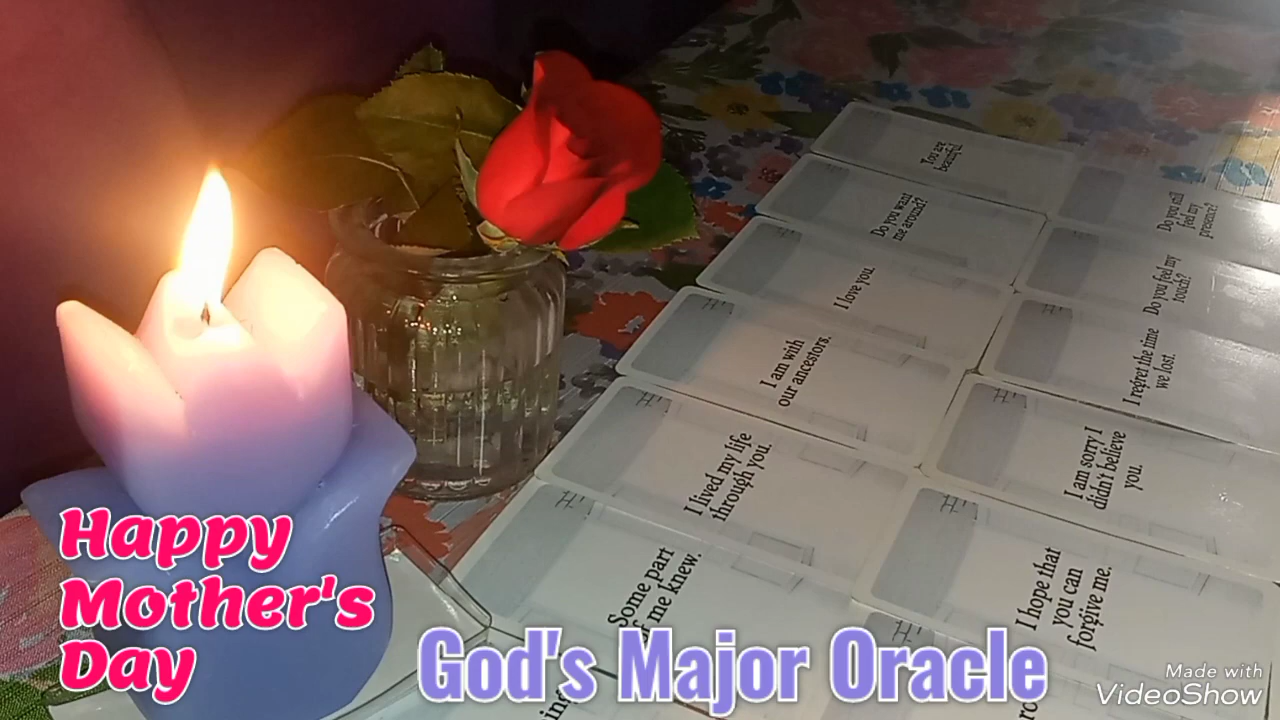 You are
beautiful.
Do you want
me around?
I love you.
I am with
our ancestors.
I lived my life
through you.
Some part
of me knew.
Do you still
feel my
presence?
Do you feel my
touch?
I regret the time
we lost.
I am sorry I
didn't believe
you.
I hope that
you can
forgive me.
Happy
Mother's
Day
God's Major Oracle
Made with
VideoShow